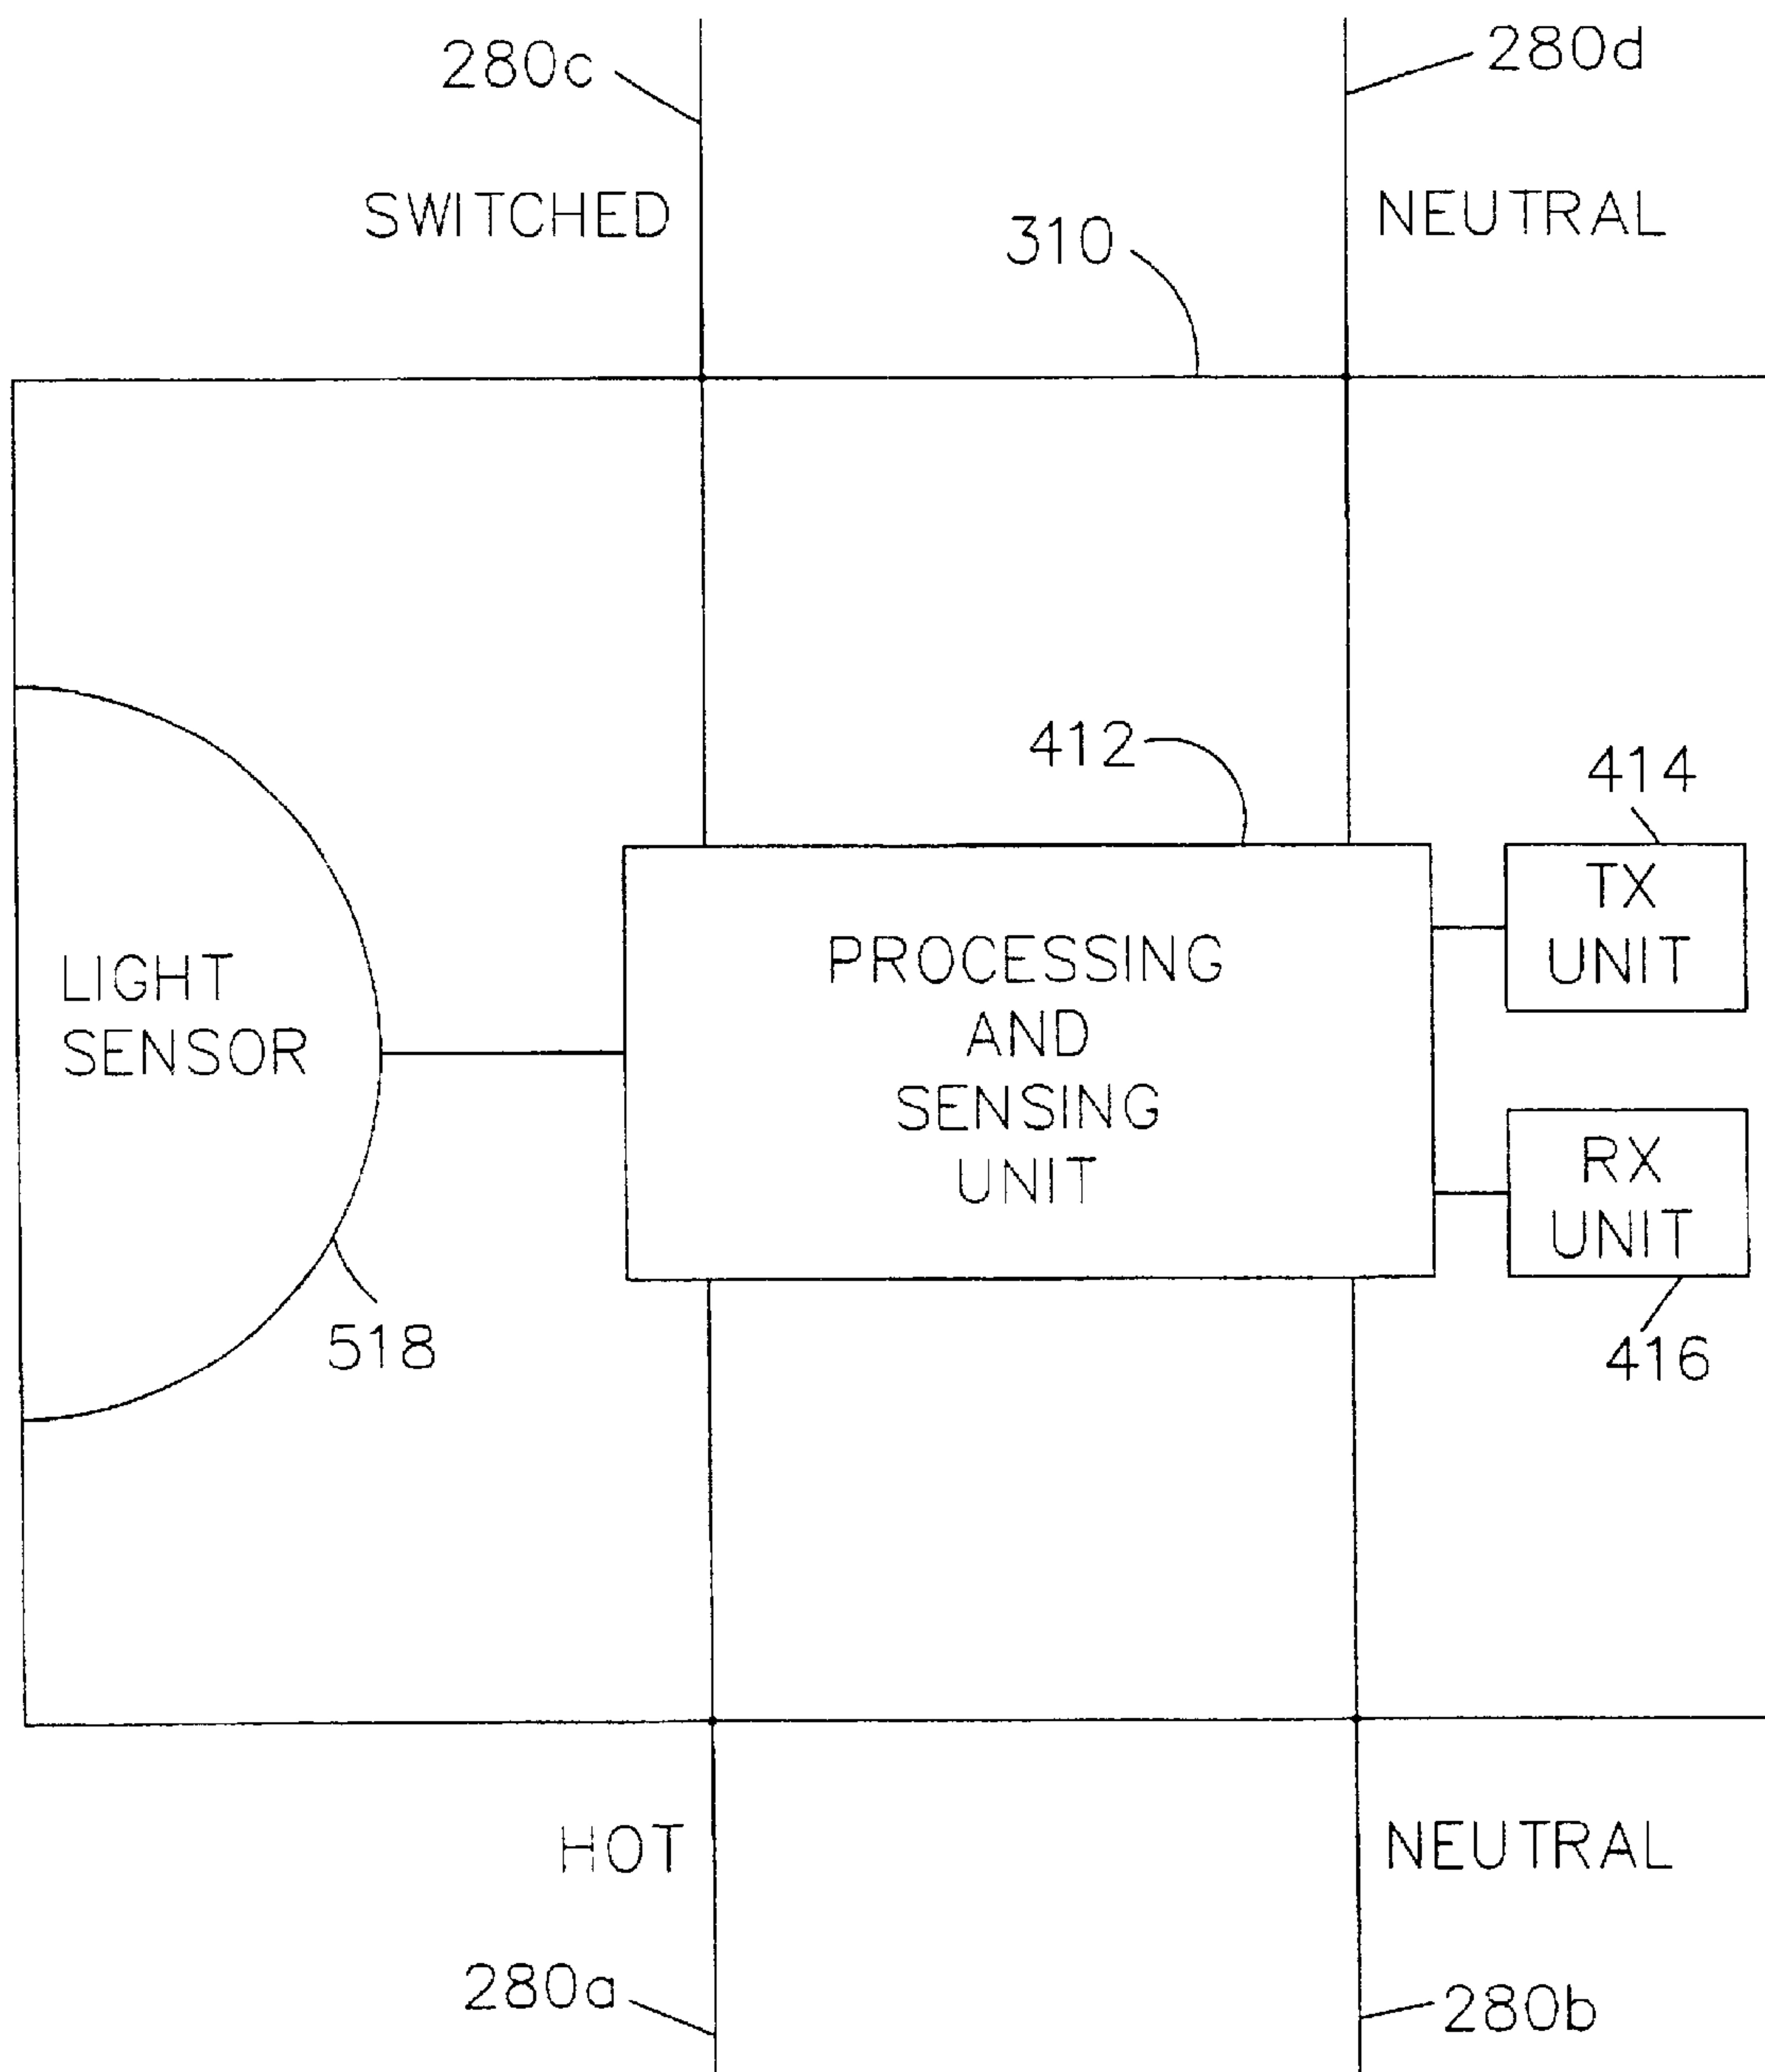 280c
280d
SWITCHED
NEUTRAL
310
412
414
TX
UNIT
LIGHT
SENSOR
PROCESSING
AND
SENSING
UNIT
RX
UNIT
518
416
HOT
NEUTRAL
280a
280b